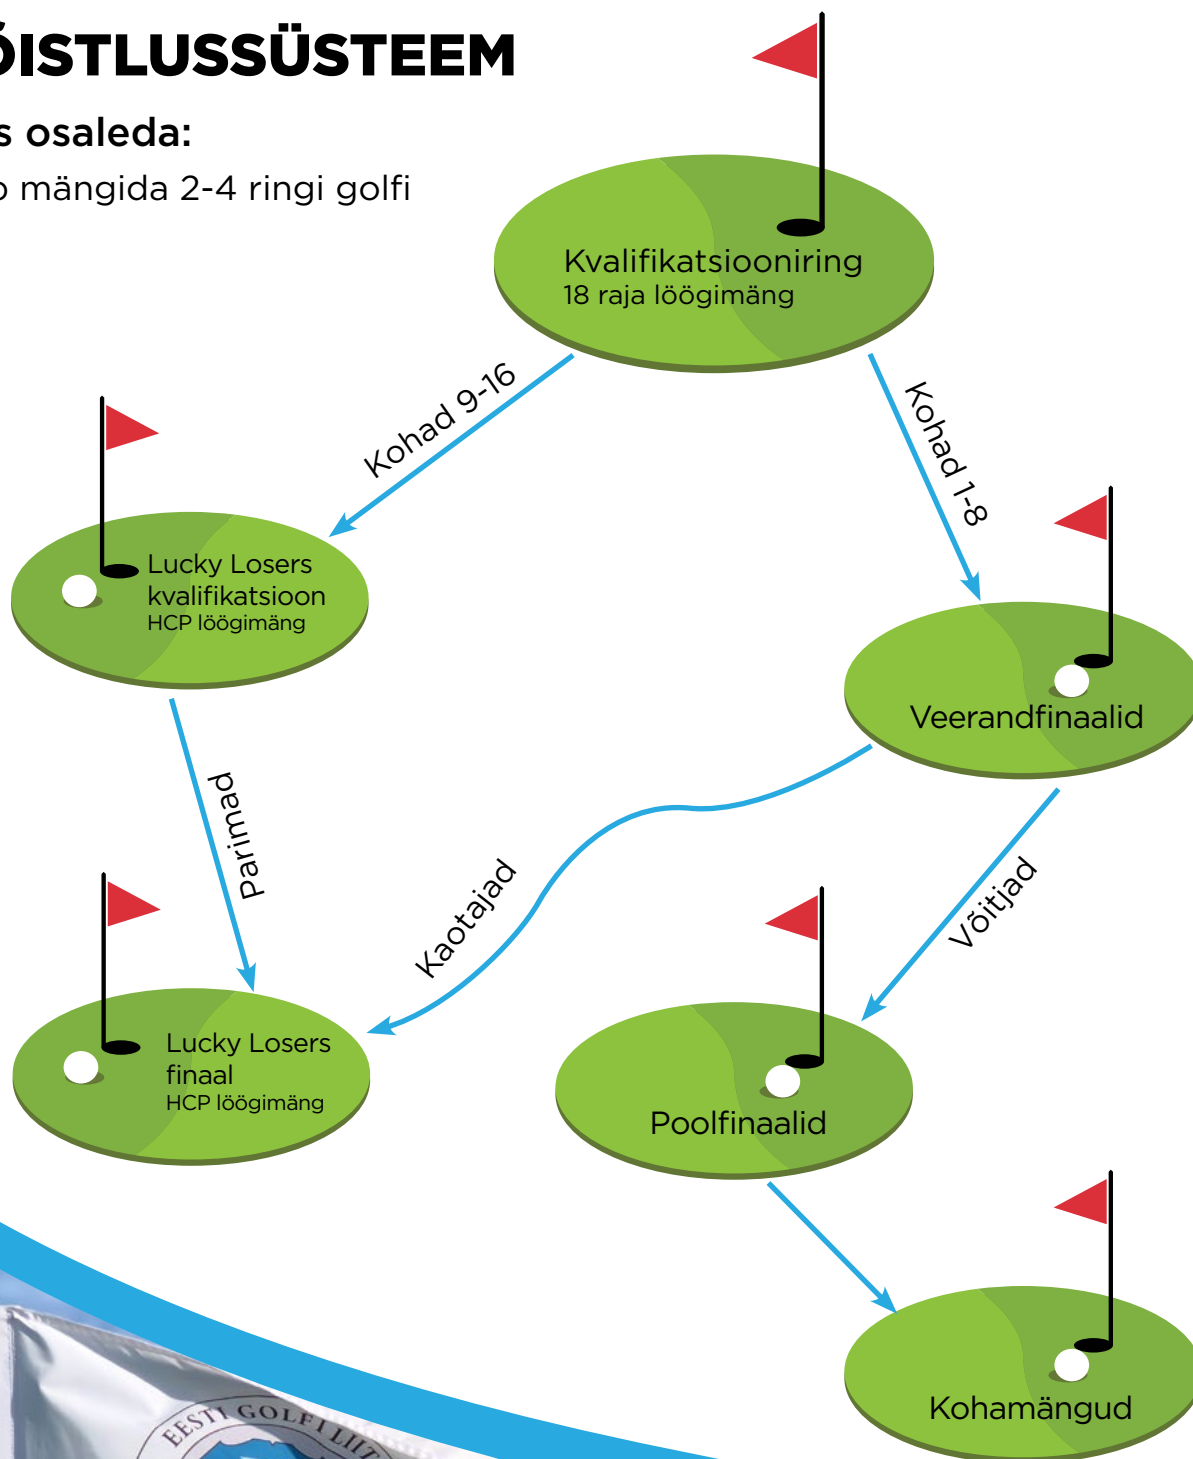 ÕISTLUSSÜSTEEM
s osaleda:
mängida 2-4 ringi golfi
Kvalifikatsiooniring
18 raja löögimäng
Kohad 9-16
Kohad 1-8
Lucky Losers
kvalifikatsioon
HCP löögimäng
Veerandfinaalid
Parimad
Kaotajad
Võitjad
Lucky Losers
finaal
HCP löögimäng
Poolfinaalid
Kohamängud
EESTI GOLFI LIIT